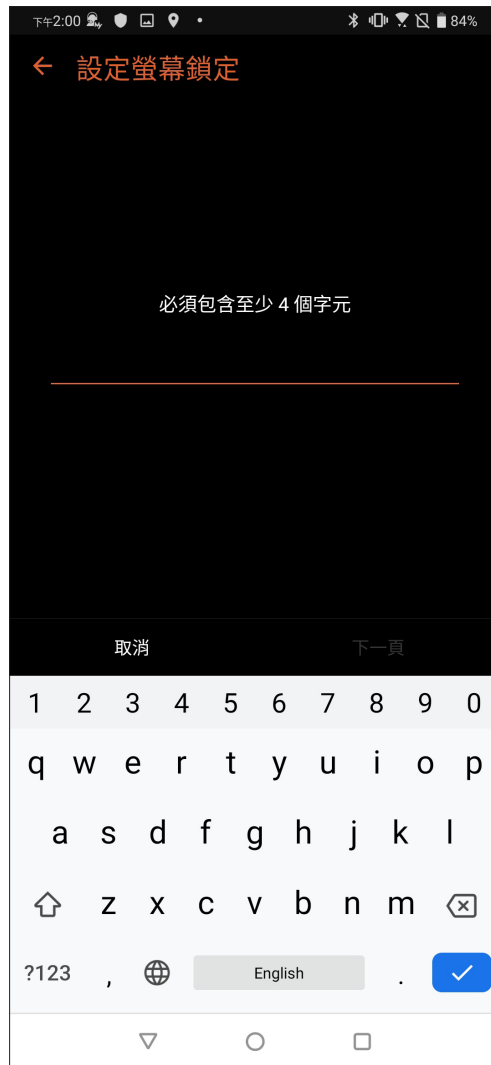 下午2:00 84%
設定螢幕鎖定
必須包含至少 4 個字元
取消 下一頁
1 2 3 4 5 6 7 8 9 0
q w e r t y u i o p
a s d f g h j k l
z x c v b n m
?123 , English .